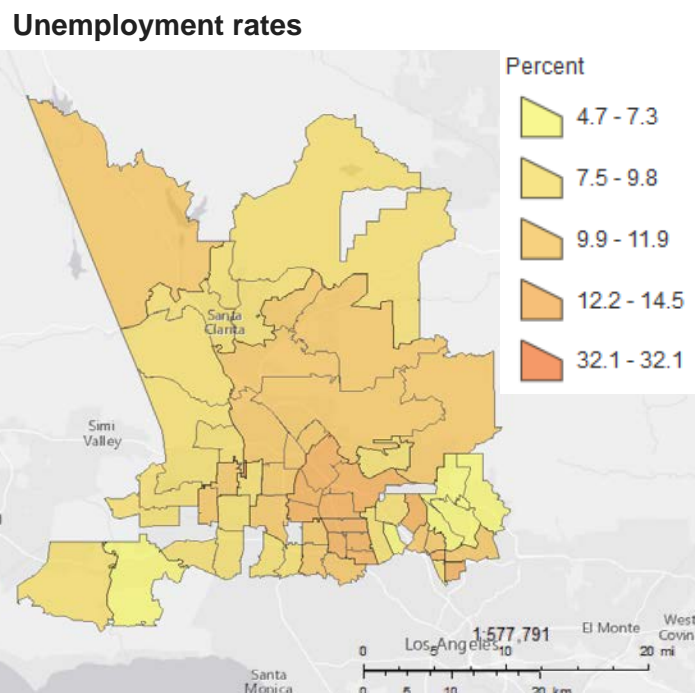 Unemployment rates
Percent
4.7 - 7.3
7.5 - 9.8
9.9 - 11.9
12.2 - 14.5
32.1 - 32.1
Santa
Clarita
Simi
Valley
1:577,791
El Monte
West
Covin
Los Angeles
0 5 10 20 mi
Santa
Monica
0 5 10 20 km